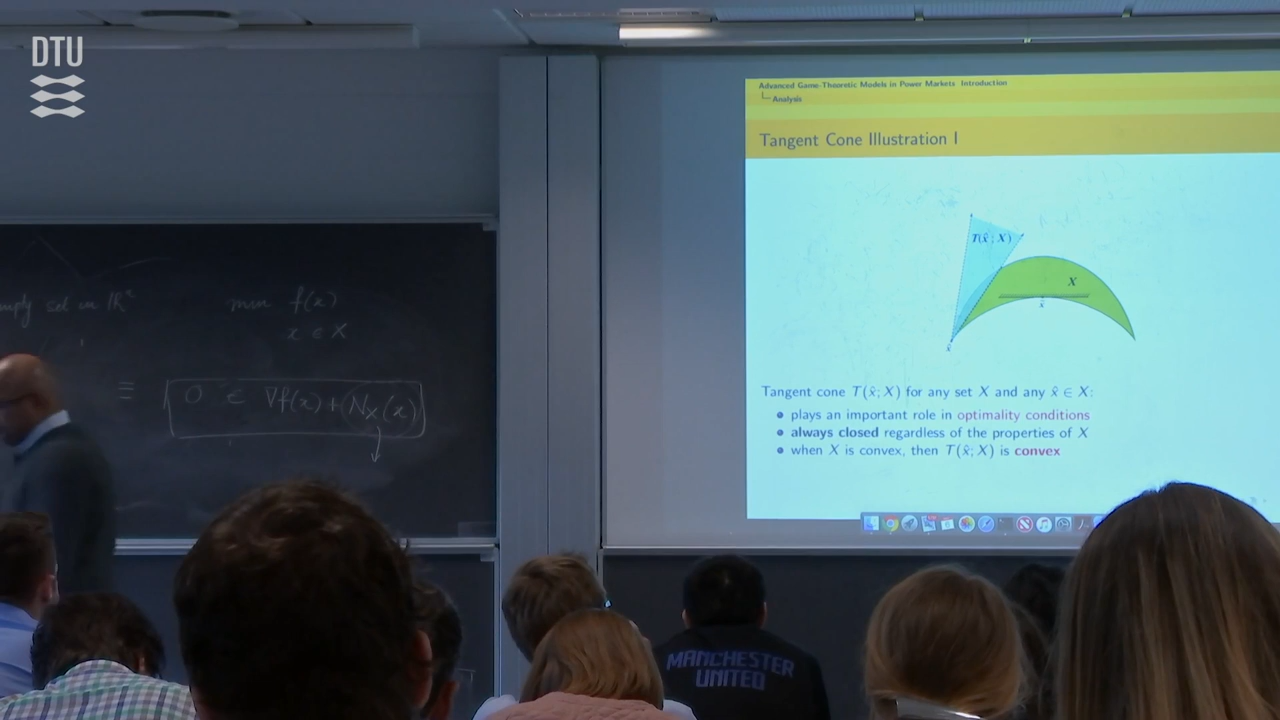 DTU
Advanced Game-Theoretic Models in Power Markets Introduction
Analysis
Tangent Cone Illustration I
T(x̂; X)
X
x̂
x̂
Tangent cone T(x̂; X) for any set X and any x̂ ∈ X:
plays an important role in optimality conditions
always closed regardless of the properties of X
when X is convex, then T(x̂; X) is convex
set in ℝⁿ
min f(x)
x ∈ X
≡ 0 ∈ ∇f(x) + N_X(x)
MANCHESTER
UNITED